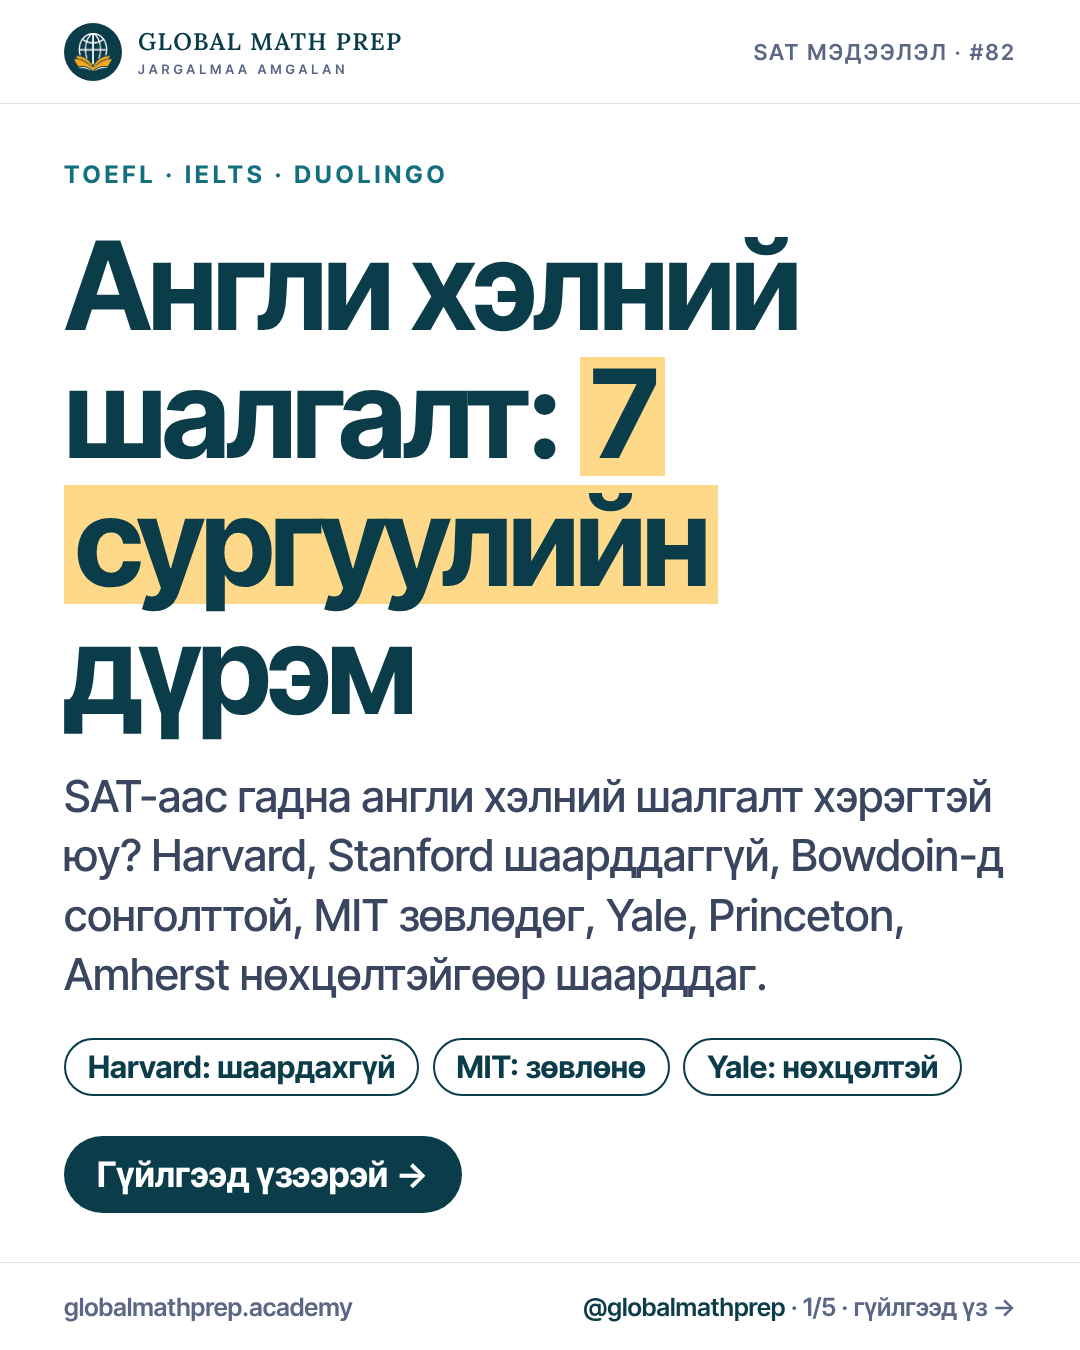 GLOBAL MATH PREP
JARGALMAA AMGALAN
SAT МЭДЭЭЛЭЛ · #82
TOEFL · IELTS · DUOLINGO
Англи хэлний
шалгалт: 7
сургуулийн
дүрэм
SAT-аас гадна англи хэлний шалгалт хэрэгтэй
юу? Harvard, Stanford шаарддаггүй, Bowdoin-д
сонголттой, MIT зөвлөдөг, Yale, Princeton,
Amherst нөхцөлтэйгөөр шаарддаг.
Harvard: шаардахгүй
MIT: зөвлөнө
Yale: нөхцөлтэй
Гүйлгээд үзээрэй →
globalmathprep.academy
@globalmathprep · 1/5 · гүйлгээд үз →